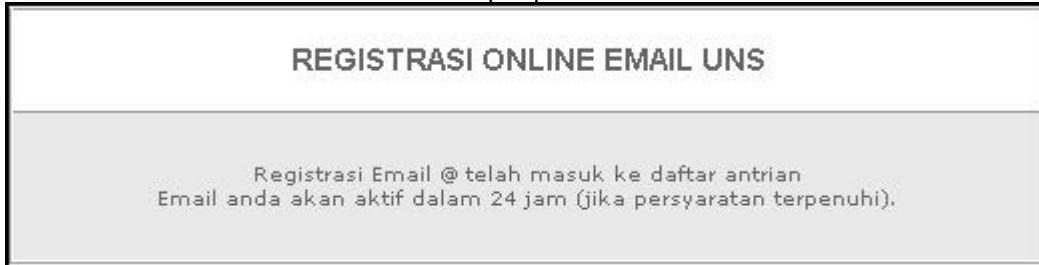 REGISTRASI ONLINE EMAIL UNS
Registrasi Email @ telah masuk ke daftar antrian
Email anda akan aktif dalam 24 jam (jika persyaratan terpenuhi).